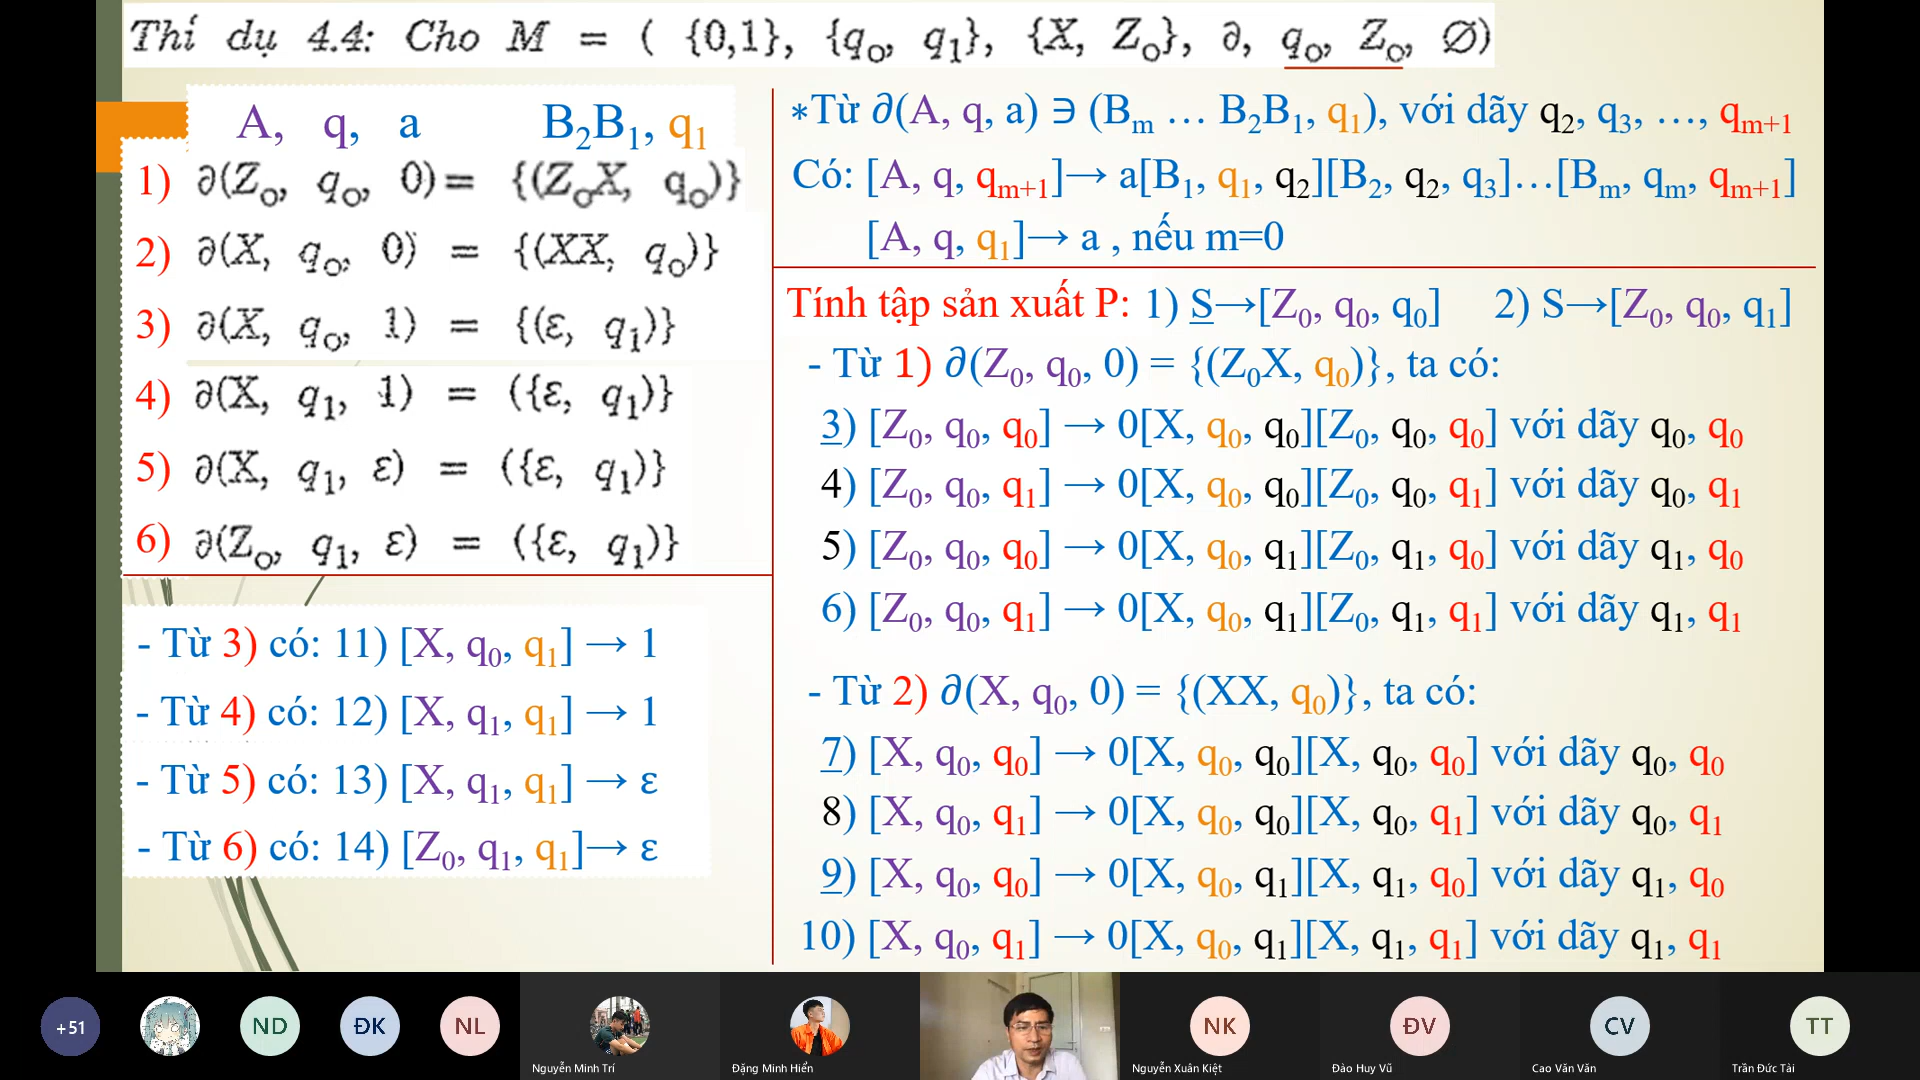 Thí dụ 4.4: Cho M = ( {0,1}, {q₀, q₁}, {X, Z₀}, ∂, q₀, Z₀, ∅)
A, q, a B₂B₁, q₁
1) ∂(Z₀, q₀, 0) = {(Z₀X, q₀)}
2) ∂(X, q₀, 0) = {(XX, q₀)}
3) ∂(X, q₀, 1) = {(ε, q₁)}
4) ∂(X, q₁, 1) = ({ε, q₁)}
5) ∂(X, q₁, ε) = ({ε, q₁)}
6) ∂(Z₀, q₁, ε) = ({ε, q₁)}
- Từ 3) có: 11) [X, q₀, q₁] → 1
- Từ 4) có: 12) [X, q₁, q₁] → 1
- Từ 5) có: 13) [X, q₁, q₁] → ε
- Từ 6) có: 14) [Z₀, q₁, q₁]→ ε
*Từ ∂(A, q, a) ∋ (Bₘ … B₂B₁, q₁), với dãy q₂, q₃, …, qₘ₊₁
Có: [A, q, qₘ₊₁]→ a[B₁, q₁, q₂][B₂, q₂, q₃]…[Bₘ, qₘ, qₘ₊₁]
[A, q, q₁]→ a , nếu m=0
Tính tập sản xuất P: 1) S→[Z₀, q₀, q₀] 2) S→[Z₀, q₀, q₁]
- Từ 1) ∂(Z₀, q₀, 0) = {(Z₀X, q₀)}, ta có:
3) [Z₀, q₀, q₀] → 0[X, q₀, q₀][Z₀, q₀, q₀] với dãy q₀, q₀
4) [Z₀, q₀, q₁] → 0[X, q₀, q₀][Z₀, q₀, q₁] với dãy q₀, q₁
5) [Z₀, q₀, q₀] → 0[X, q₀, q₁][Z₀, q₁, q₀] với dãy q₁, q₀
6) [Z₀, q₀, q₁] → 0[X, q₀, q₁][Z₀, q₁, q₁] với dãy q₁, q₁
- Từ 2) ∂(X, q₀, 0) = {(XX, q₀)}, ta có:
7) [X, q₀, q₀] → 0[X, q₀, q₀][X, q₀, q₀] với dãy q₀, q₀
8) [X, q₀, q₁] → 0[X, q₀, q₀][X, q₀, q₁] với dãy q₀, q₁
9) [X, q₀, q₀] → 0[X, q₀, q₁][X, q₁, q₀] với dãy q₁, q₀
10) [X, q₀, q₁] → 0[X, q₀, q₁][X, q₁, q₁] với dãy q₁, q₁
+51 ND ĐK NL NK ĐV CV TT
Nguyễn Minh Trí Đặng Minh Hiển Nguyễn Xuân Kiệt Đào Huy Vũ Cao Văn Văn Trần Đức Tài